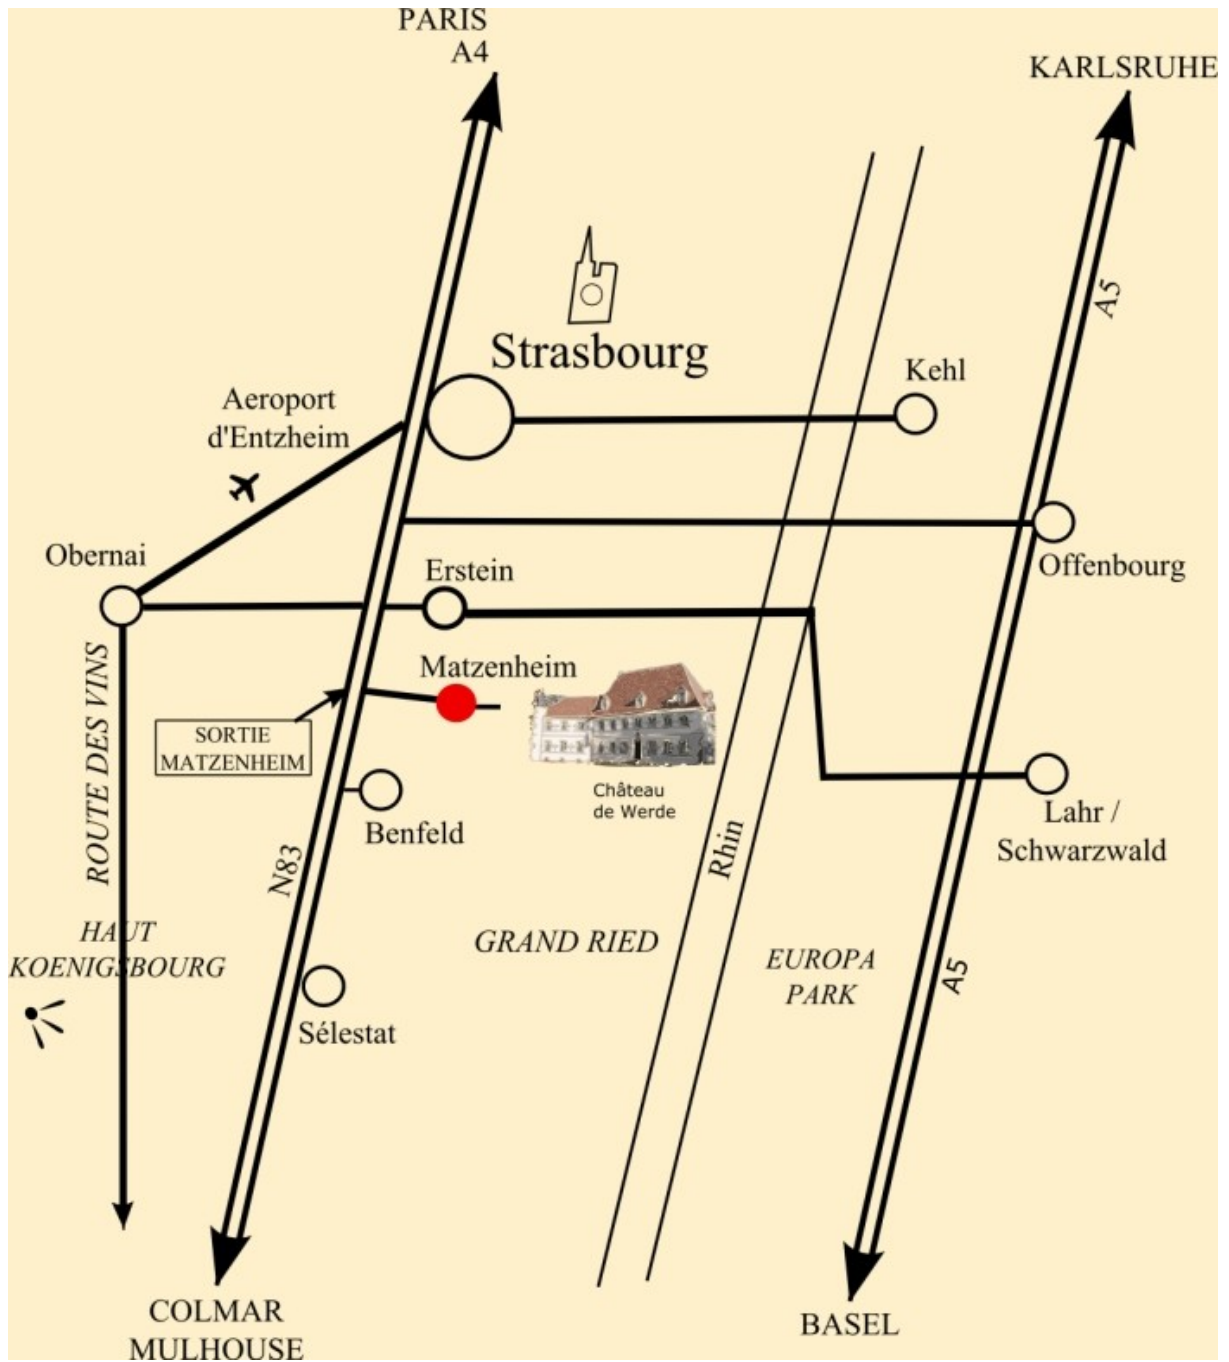 PARIS
A4
KARLSRUHE
A5
Strasbourg
Kehl
Aeroport
d'Entzheim
Obernai
Erstein
Offenbourg
Matzenheim
ROUTE DES VINS
SORTIE
MATZENHEIM
Château
de Werde
Benfeld
Lahr /
Schwarzwald
N83
Rhin
HAUT
KOENIGSBOURG
GRAND RIED
EUROPA
PARK
A5
Sélestat
COLMAR
MULHOUSE
BASEL